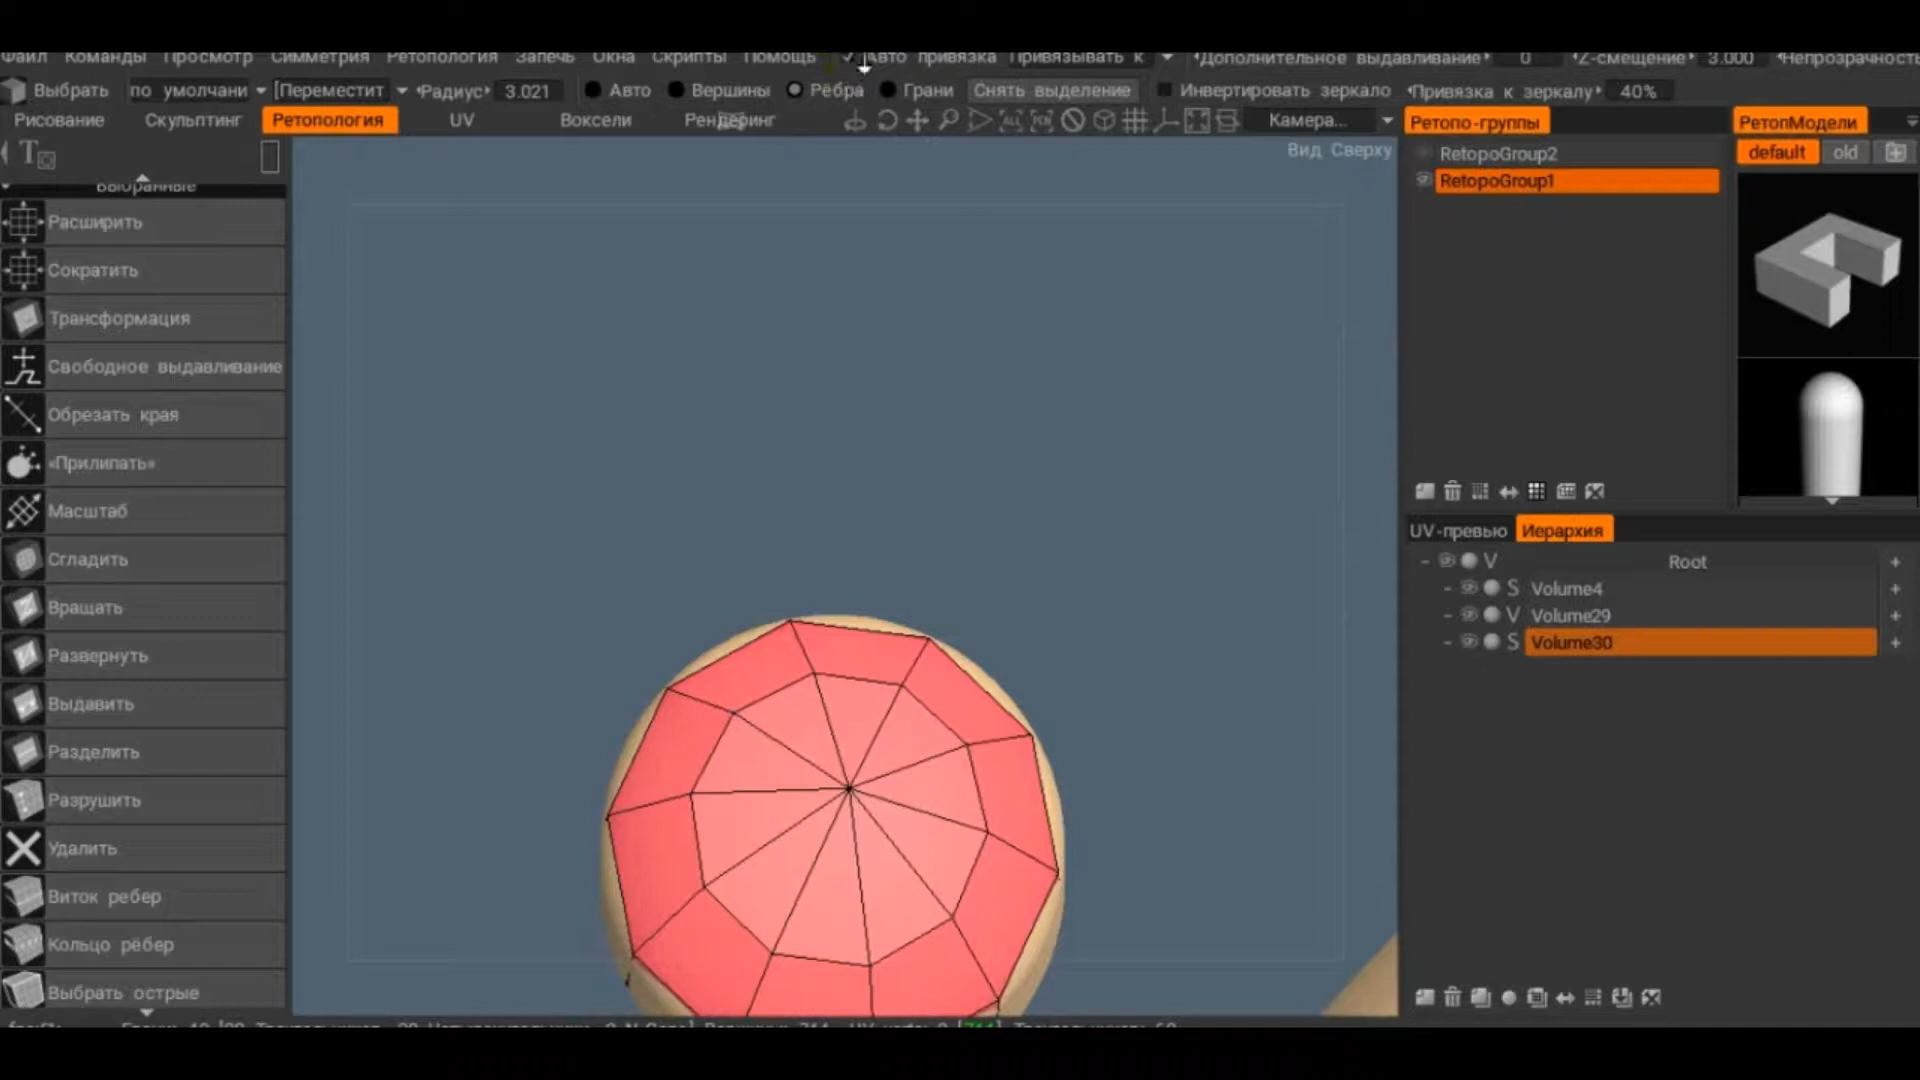 Файл Команды Просмотр Симметрия Ретопология Запечь Окна Скрипты Помощь Авто привязка Привязывать к Дополнительное выдавливание 0 Z-смещение 3.000 Непрозрачность
Выбрать по умолчани [Переместит Радиус 3.021 Авто Вершины Рёбра Грани Снять выделение Инвертировать зеркало Привязка к зеркалу 40%
Рисование Скульптинг Ретопология UV Воксели Рендеринг Камера... Ретопо-группы РетопМодели
Вид Сверху
RetopoGroup2
RetopoGroup1
default old
Выбранные
Расширить
Сократить
Трансформация
Свободное выдавливание
Обрезать края
«Прилипать»
Масштаб
Сгладить
Вращать
Развернуть
Выдавить
Разделить
Разрушить
Удалить
Виток ребер
Кольцо рёбер
Выбрать острые
UV-превью Иерархия
V Root +
S Volume4 +
V Volume29 +
S Volume30 +